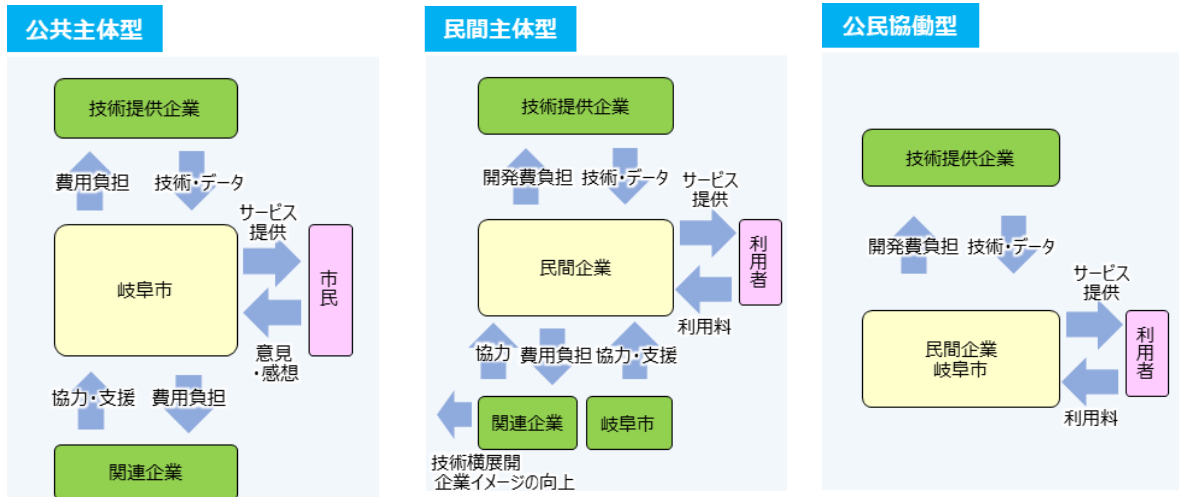 公共主体型
技術提供企業
費用負担
技術・データ
サービス
提供
岐阜市
市民
意見
・感想
協力・支援
費用負担
関連企業
民間主体型
技術提供企業
開発費負担
技術・データ
サービス
提供
民間企業
利用者
利用料
協力
費用負担
協力・支援
関連企業
岐阜市
技術横展開
企業イメージの向上
公民協働型
技術提供企業
開発費負担
技術・データ
サービス
提供
民間企業
岐阜市
利用者
利用料